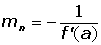 mₙ = − 1 / f'(a)